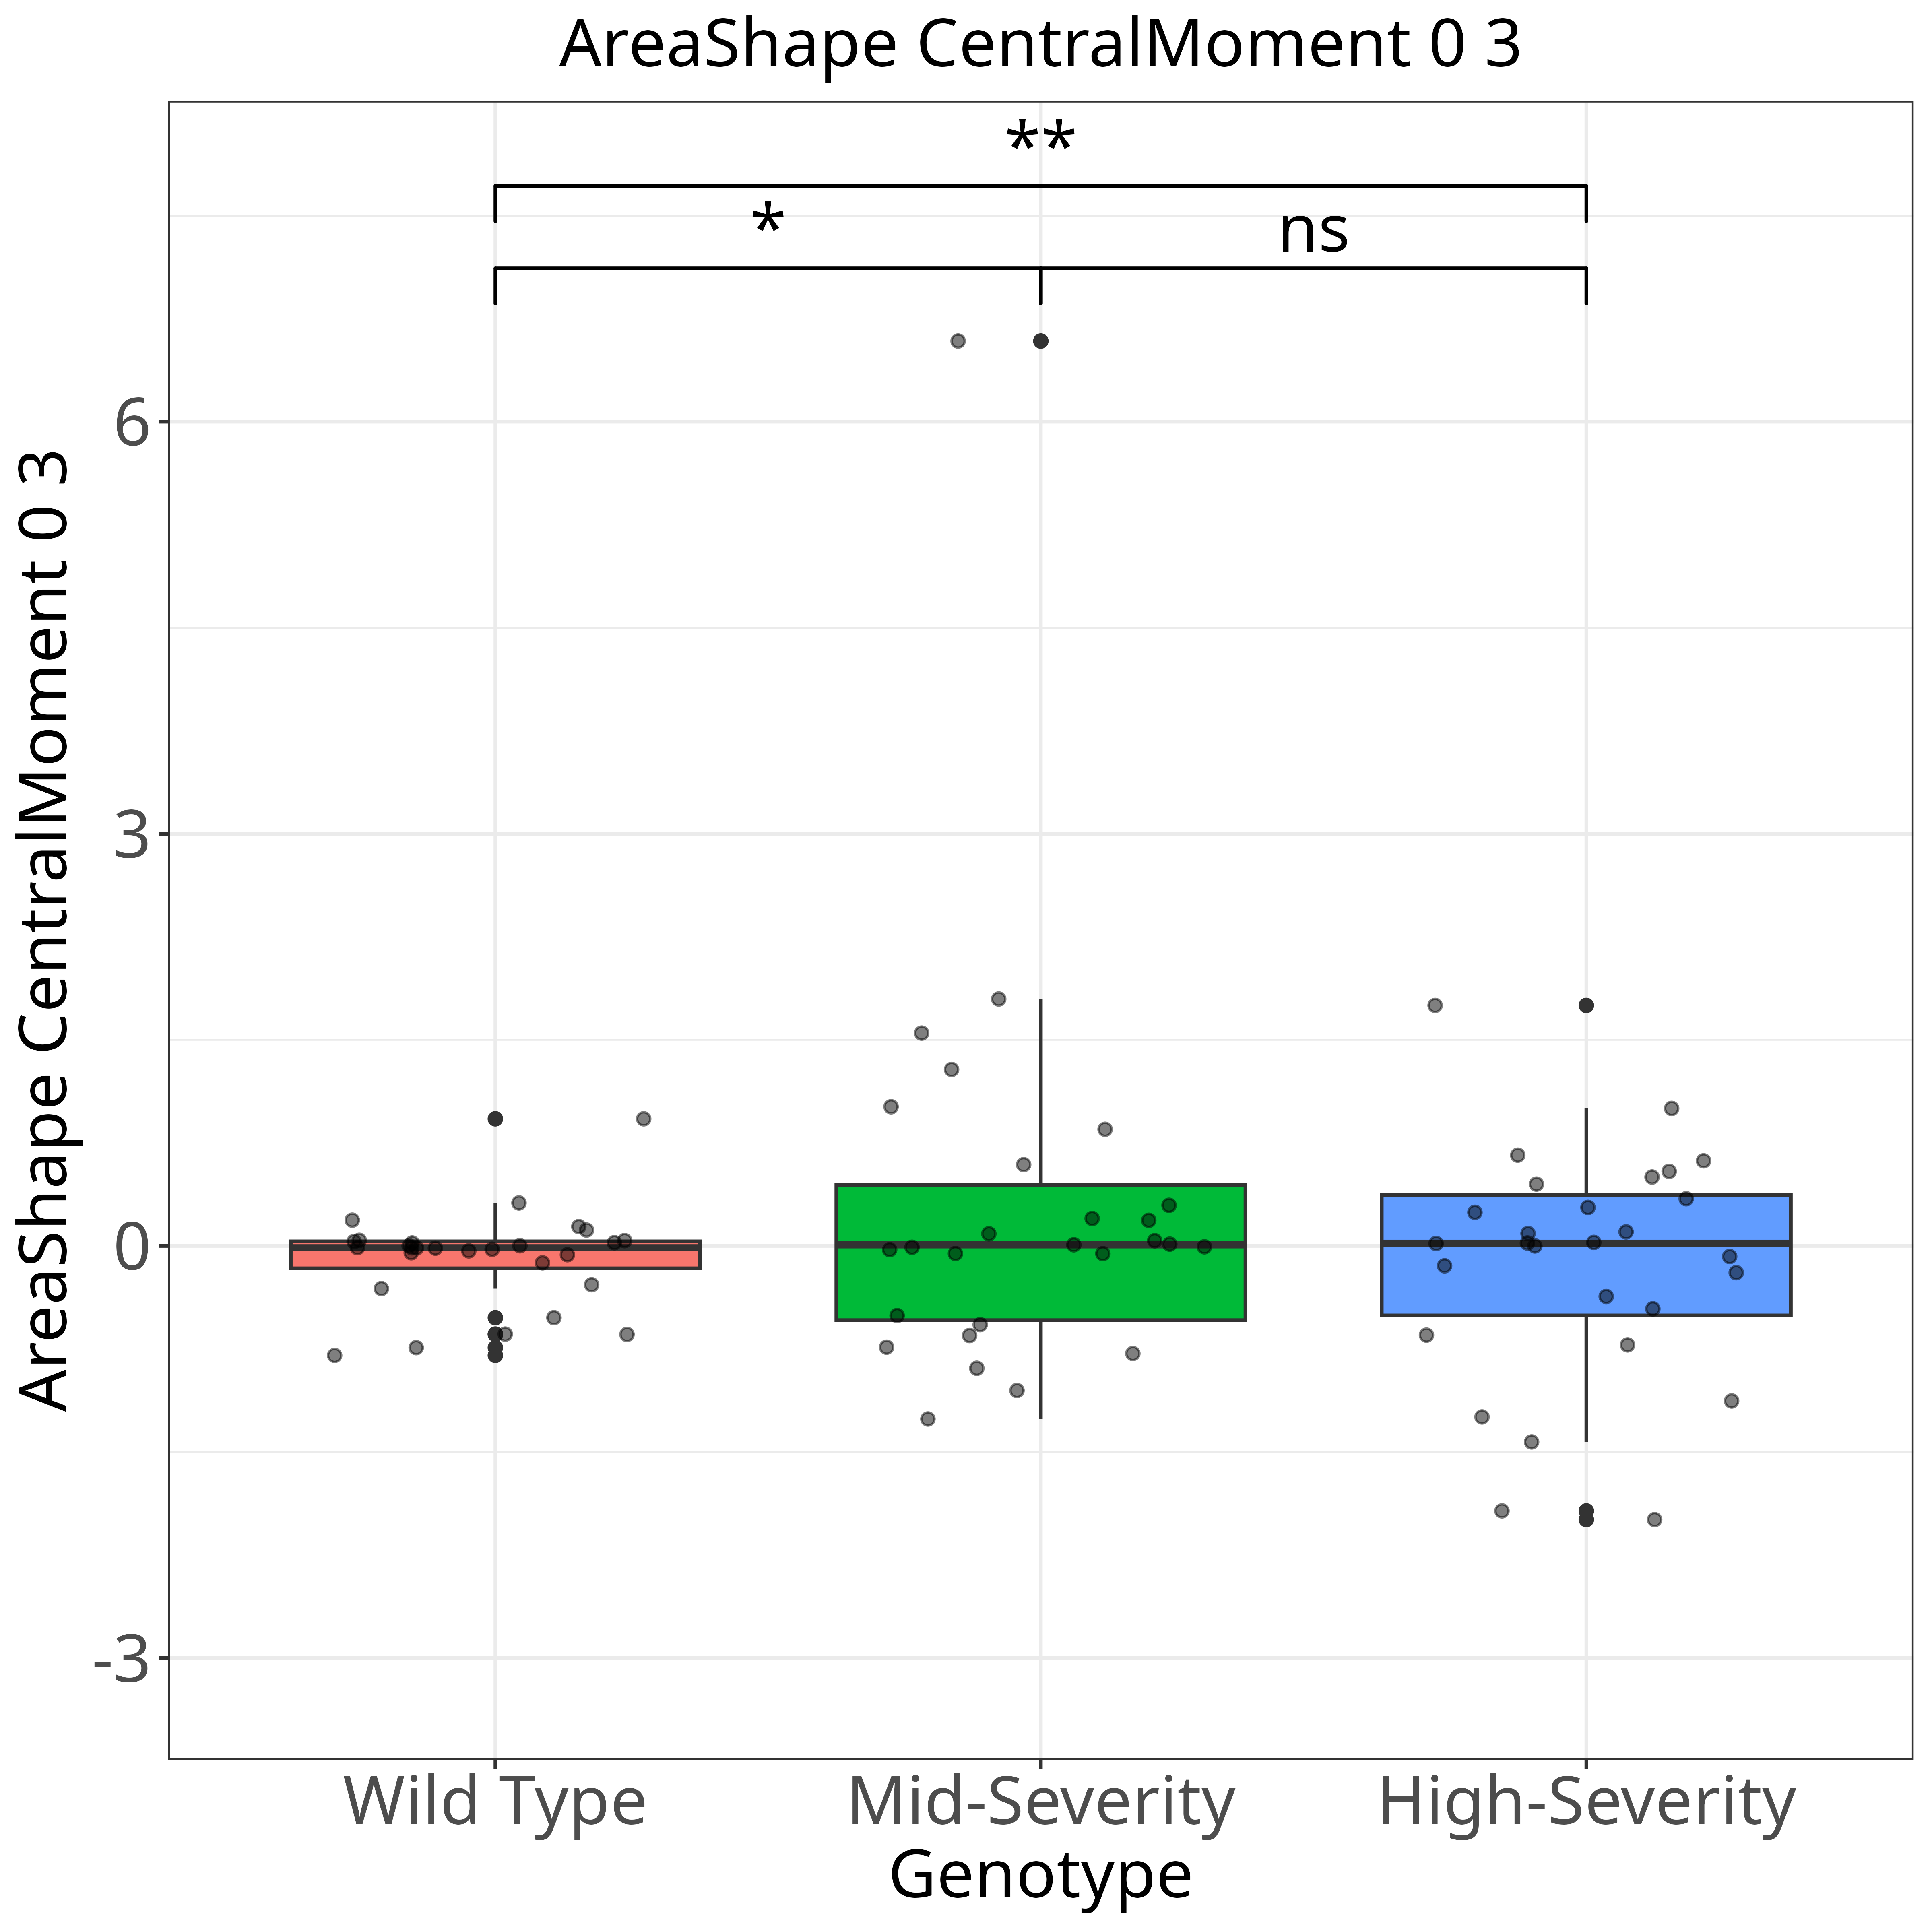 AreaShape CentralMoment 0 3
**
*
ns
AreaShape CentralMoment 0 3
6
3
0
-3
Wild Type
Mid-Severity
High-Severity
Genotype